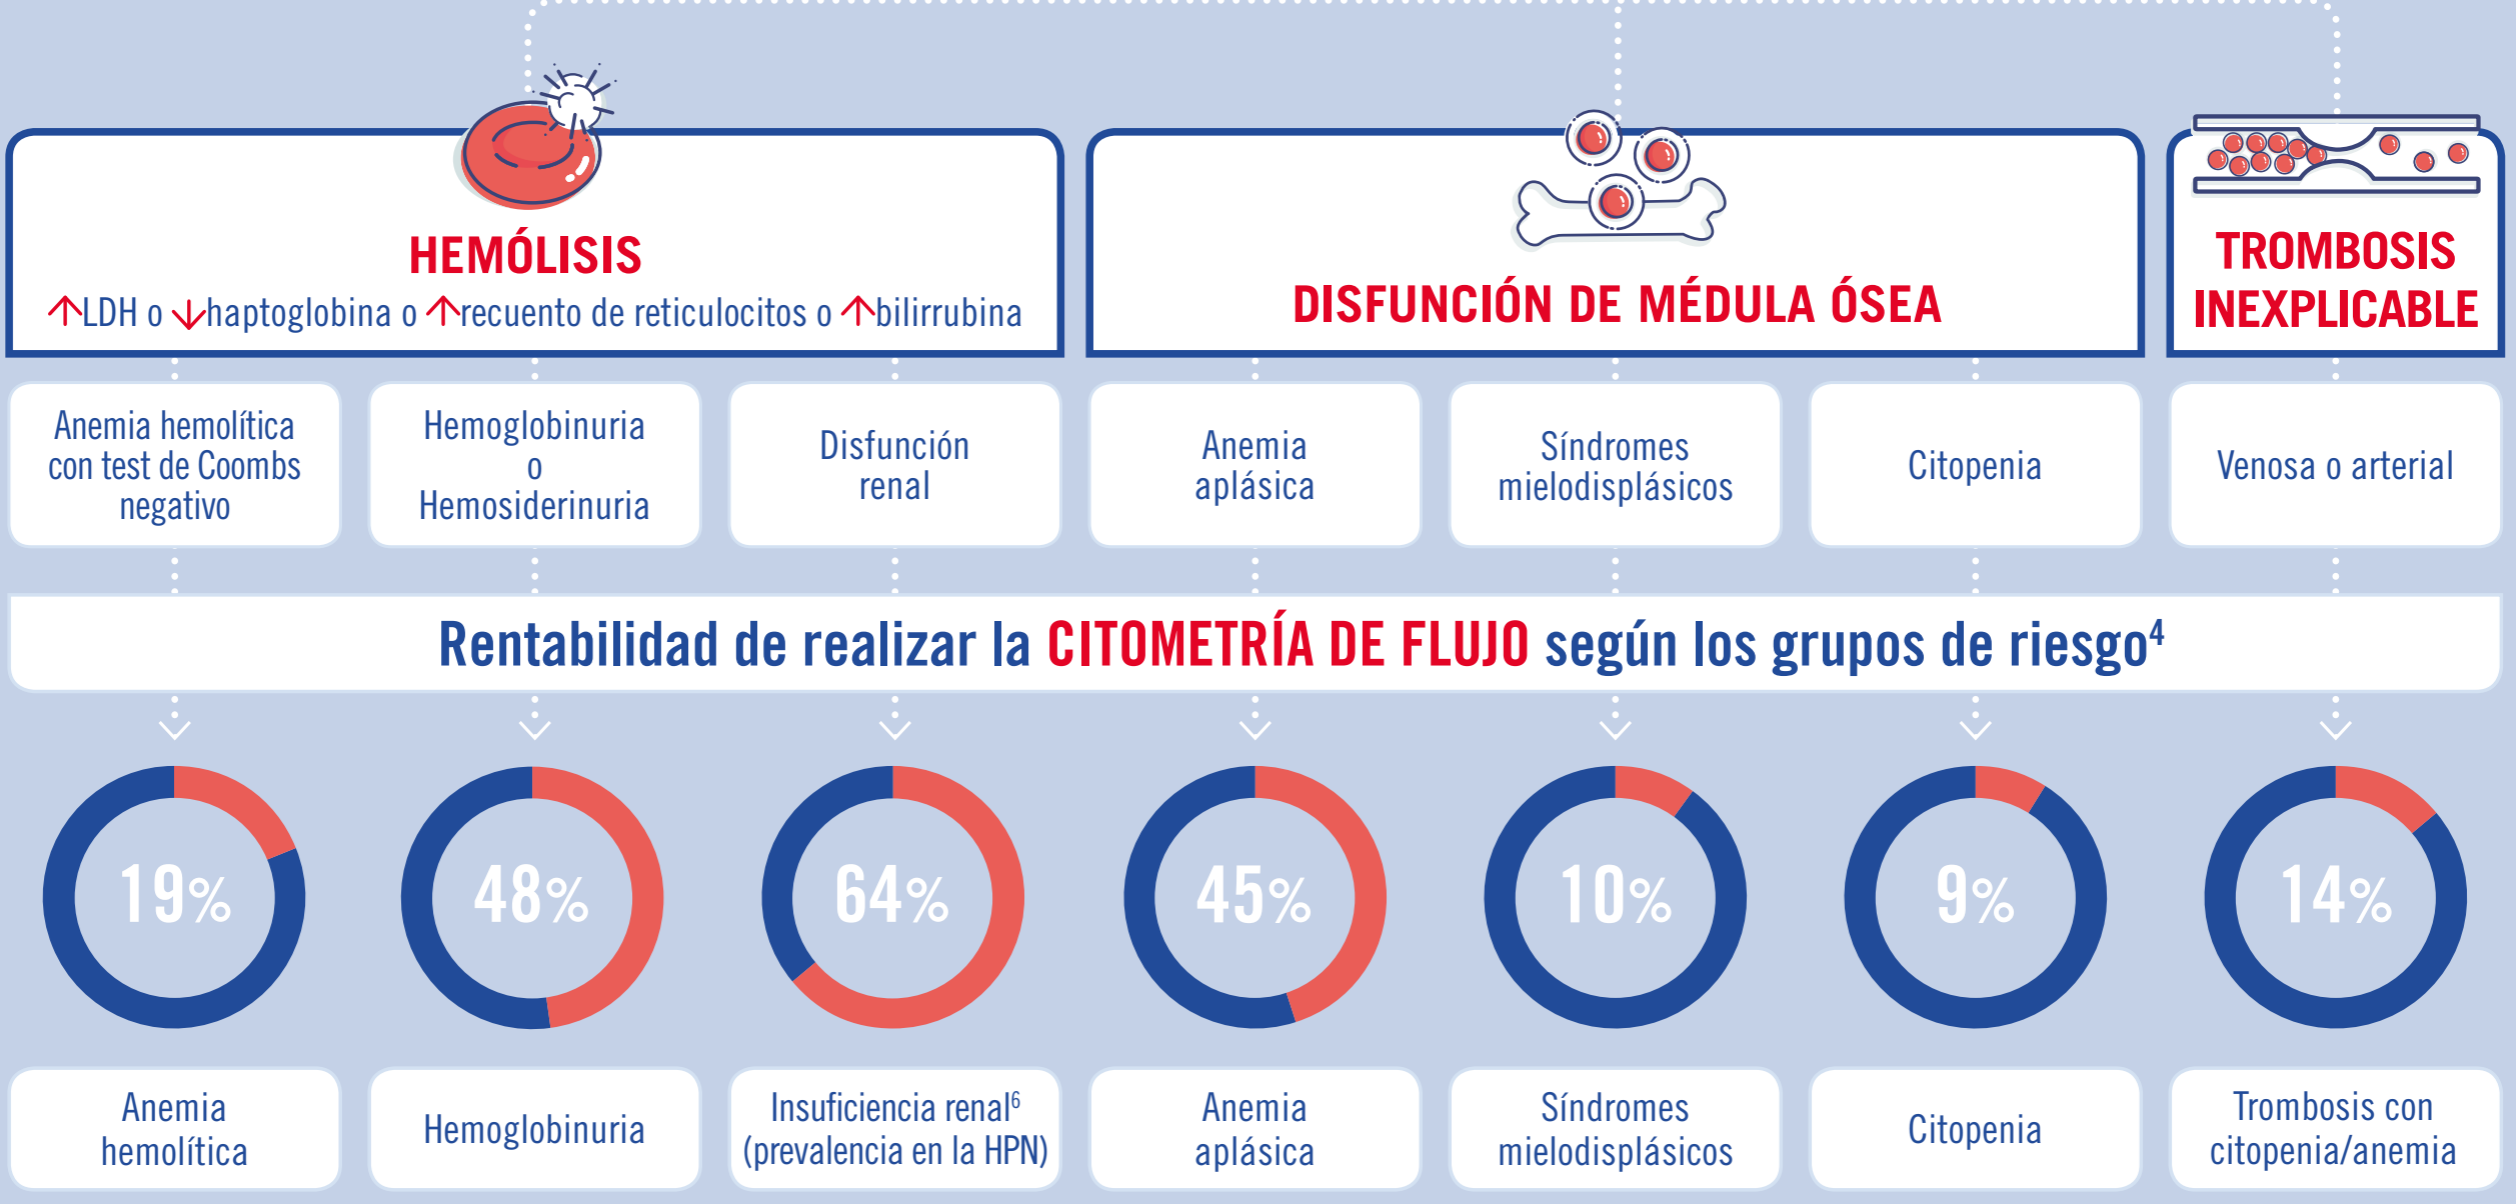 HEMÓLISIS
↑LDH o ↓haptoglobina o ↑recuento de reticulocitos o ↑bilirrubina
DISFUNCIÓN DE MÉDULA ÓSEA
TROMBOSIS
INEXPLICABLE
Anemia hemolítica
con test de Coombs
negativo
Hemoglobinuria
o
Hemosiderinuria
Disfunción
renal
Anemia
aplásica
Síndromes
mielodisplásicos
Citopenia
Venosa o arterial
Rentabilidad de realizar la CITOMETRÍA DE FLUJO según los grupos de riesgo⁴
19%
48%
64%
45%
10%
9%
14%
Anemia
hemolítica
Hemoglobinuria
Insuficiencia renal⁶
(prevalencia en la HPN)
Anemia
aplásica
Síndromes
mielodisplásicos
Citopenia
Trombosis con
citopenia/anemia